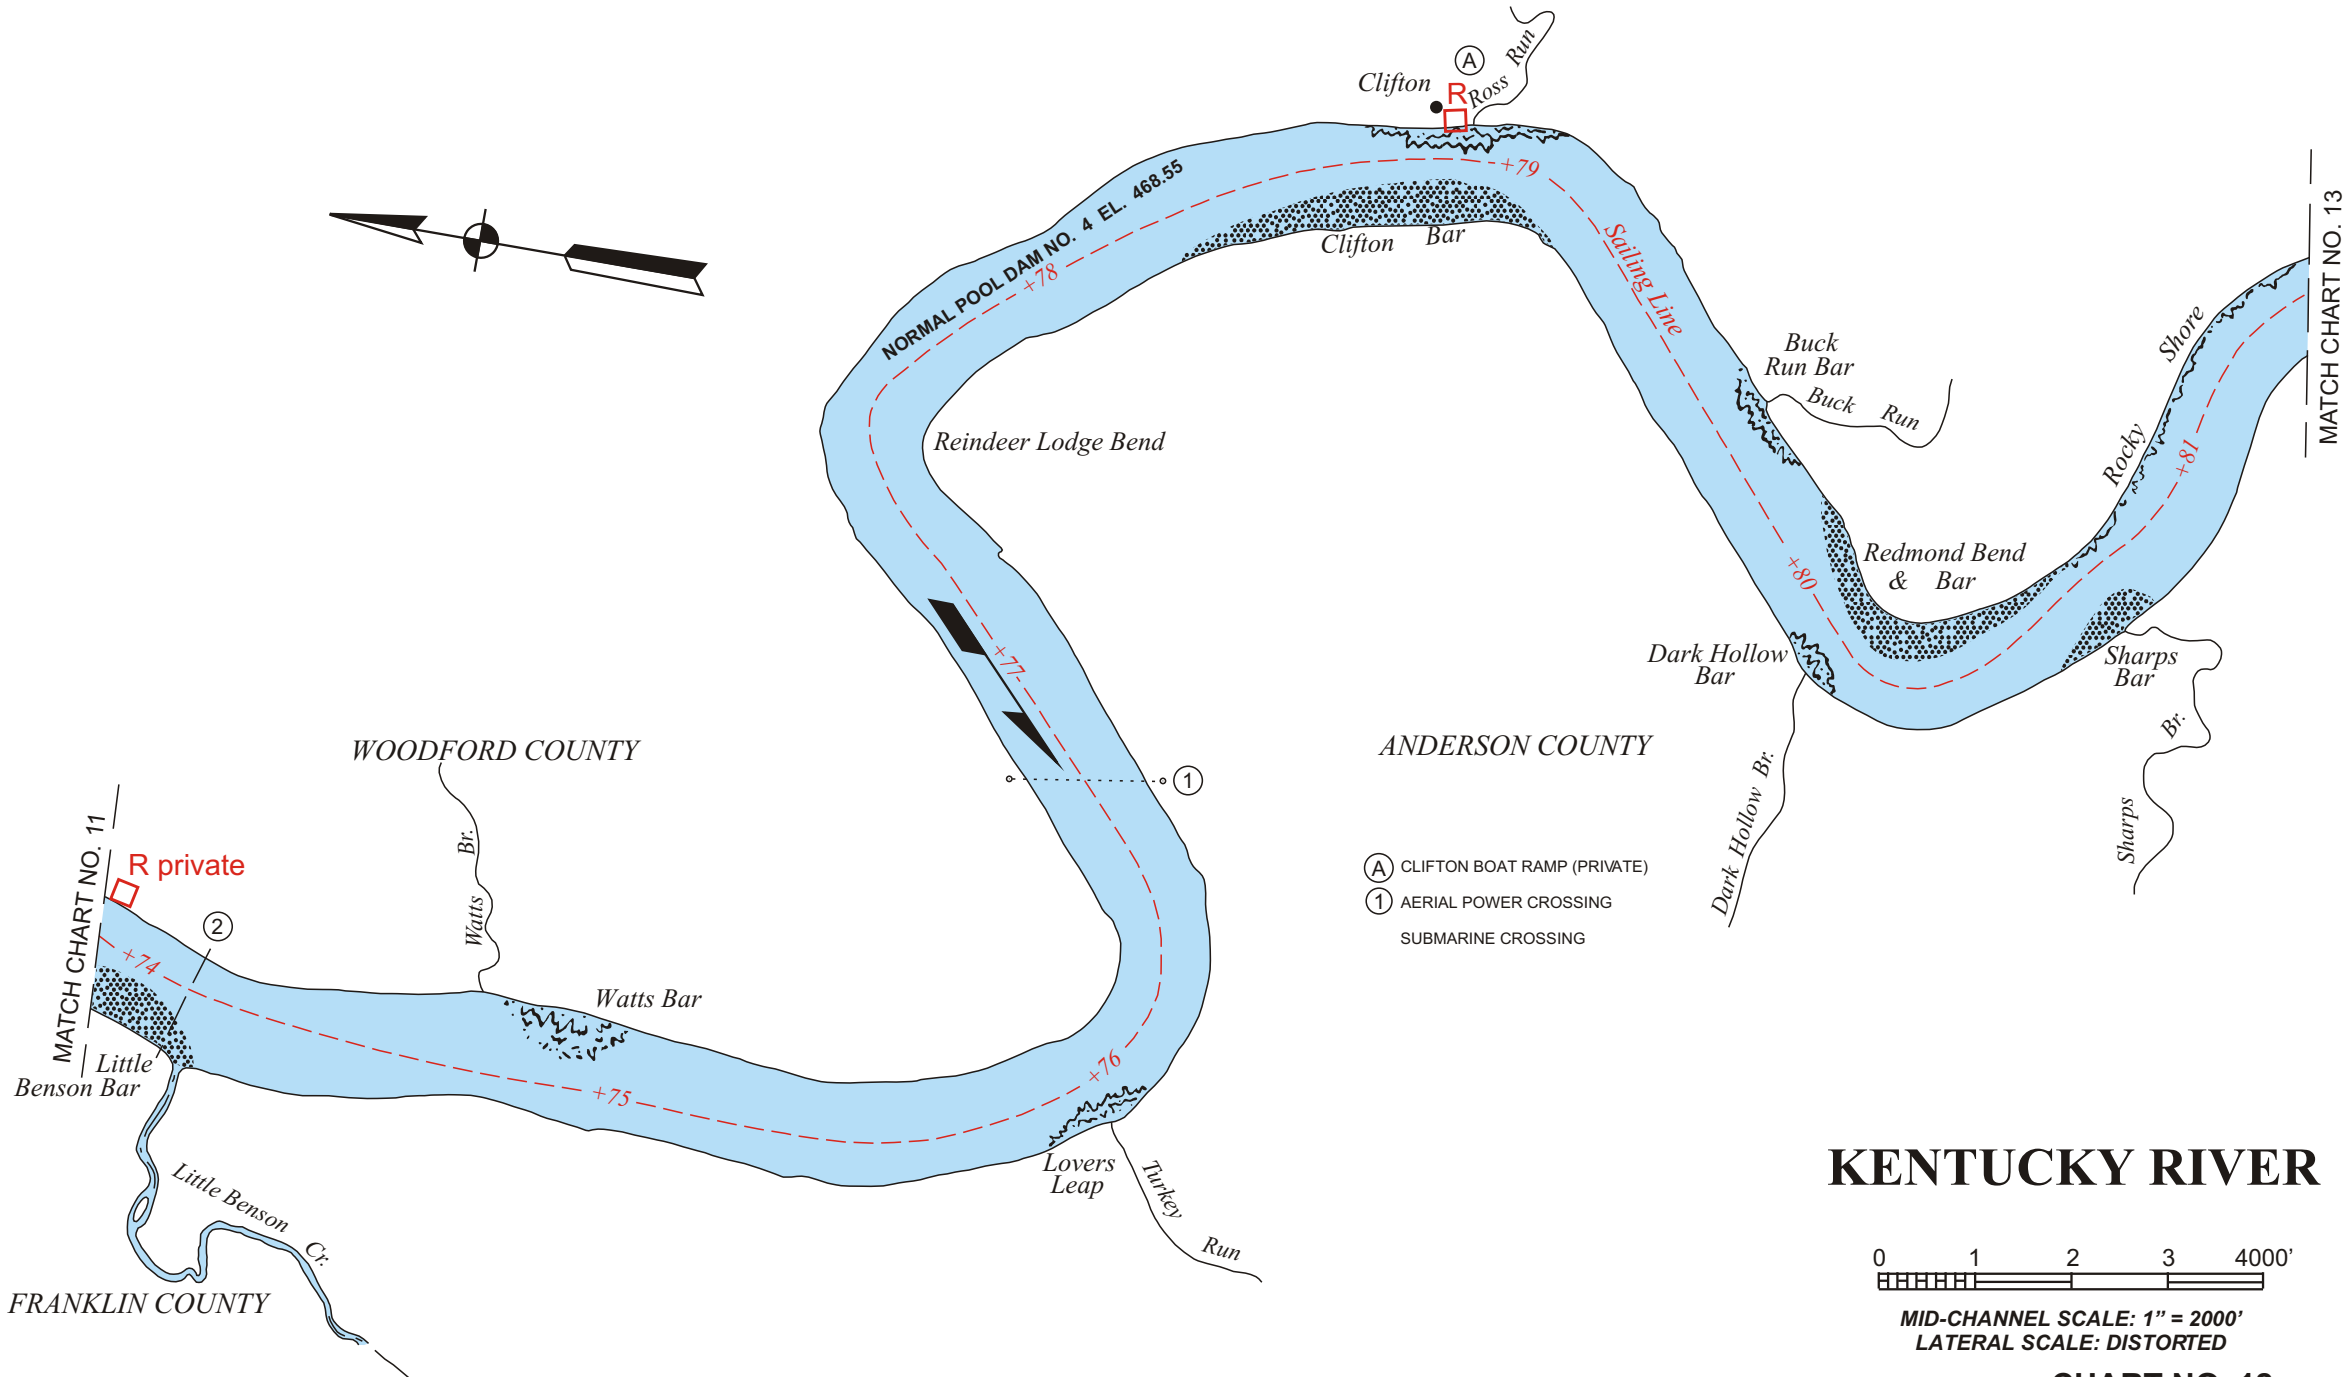 A
Clifton
R
Ross Run
+79
Clifton Bar
NORMAL POOL DAM NO. 4 EL. 468.55
+78
Sailing Line
MATCH CHART NO. 13
Shore
Rocky
+81
Buck
Run Bar
Buck Run
Reindeer Lodge Bend
Redmond Bend
& Bar
+80
Dark Hollow
Bar
Sharps
Bar
Sharps Br.
Dark Hollow Br.
+77
1
WOODFORD COUNTY
ANDERSON COUNTY
A CLIFTON BOAT RAMP (PRIVATE)
1 AERIAL POWER CROSSING
SUBMARINE CROSSING
MATCH CHART NO. 11
R private
2
+74
Watts Br.
Watts Bar
+75
+76
Little
Benson Bar
Lovers
Leap
Turkey Run
Little Benson Cr.
FRANKLIN COUNTY
KENTUCKY RIVER
0 1 2 3 4000’
MID-CHANNEL SCALE: 1” = 2000’
LATERAL SCALE: DISTORTED